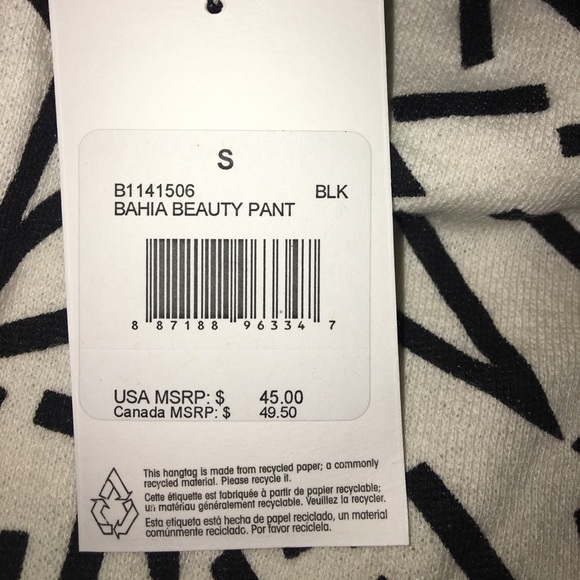 S
B1141506 BLK
BAHIA BEAUTY PANT
8 87188 96334 7
USA MSRP: $ 45.00
Canada MSRP: $ 49.50
This hangtag is made from recycled paper; a commonly
recycled material. Please recycle it.
Cette étiquette est fabriquée à partir de papier recyclable;
un matériau généralement recyclable. Veuillez la recycler.
Esta etiqueta está hecha de papel reciclado, un material
comúnmente reciclado. Por favor reciclela.